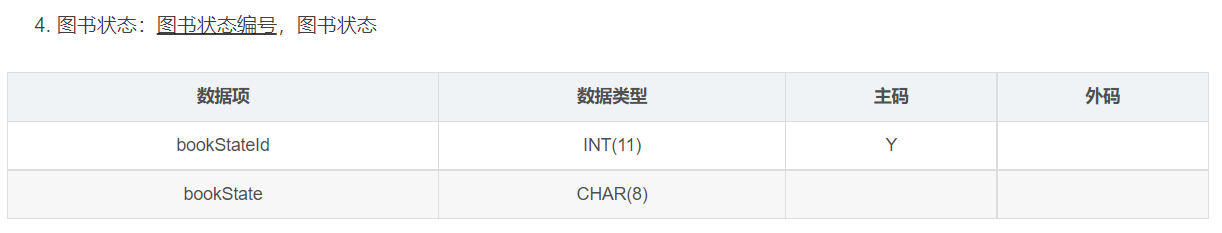 4. 图书状态：图书状态编号，图书状态
数据项 数据类型 主码 外码
bookStateId INT(11) Y
bookState CHAR(8)